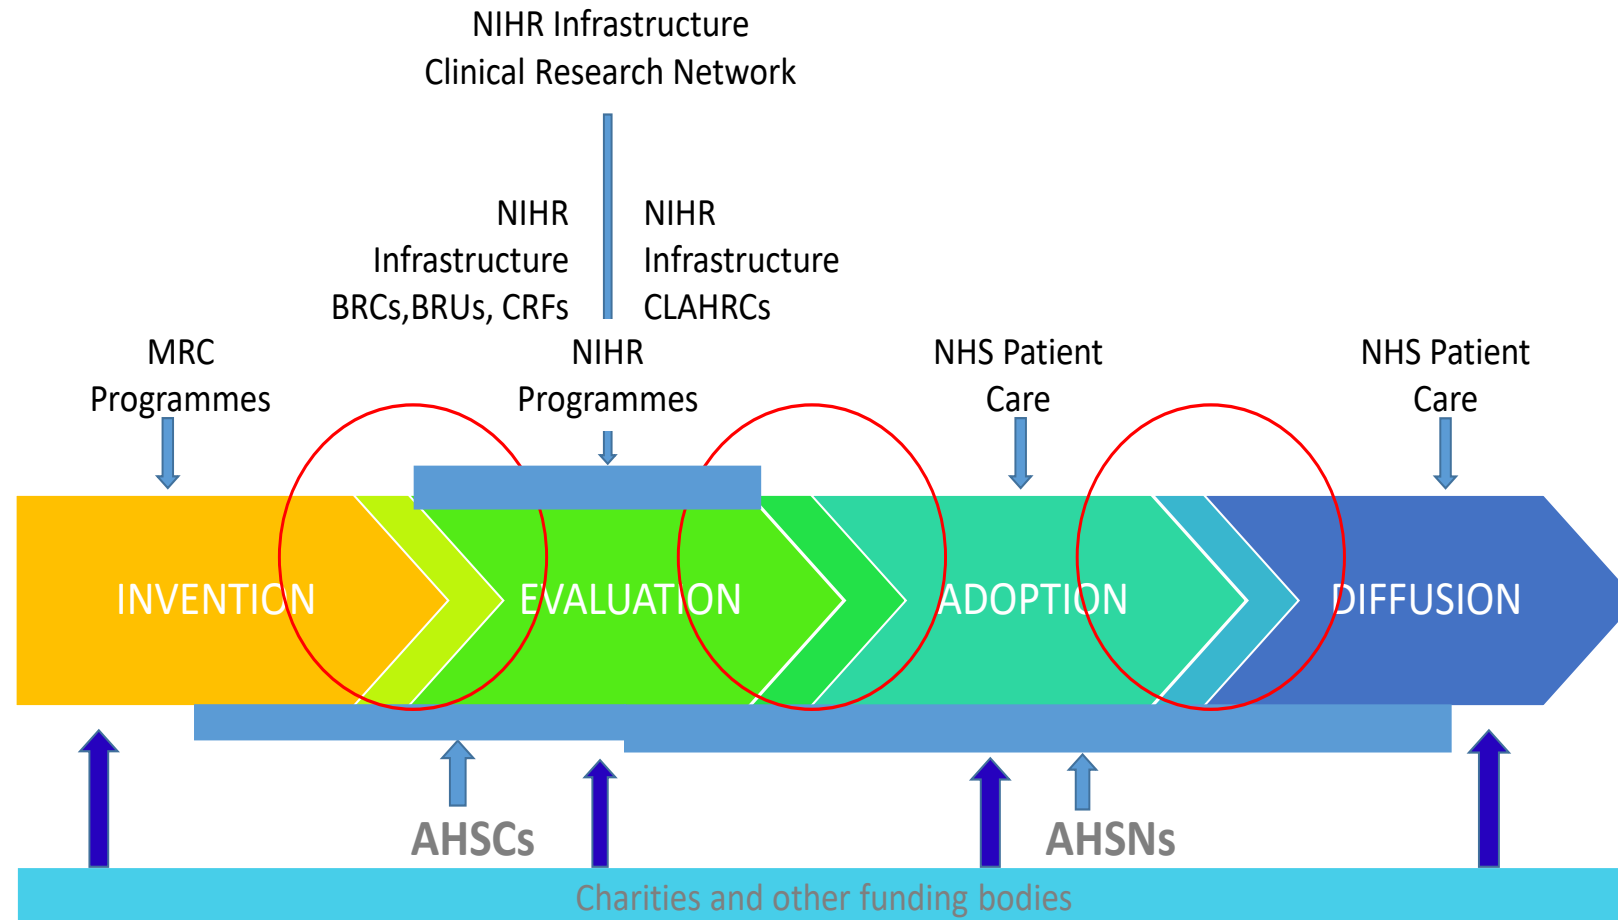 NIHR Infrastructure
Clinical Research Network
NIHR
Infrastructure
BRCs,BRUs, CRFs
NIHR
Infrastructure
CLAHRCs
MRC
Programmes
NIHR
Programmes
NHS Patient
Care
NHS Patient
Care
INVENTION
EVALUATION
ADOPTION
DIFFUSION
AHSCs
AHSNs
Charities and other funding bodies